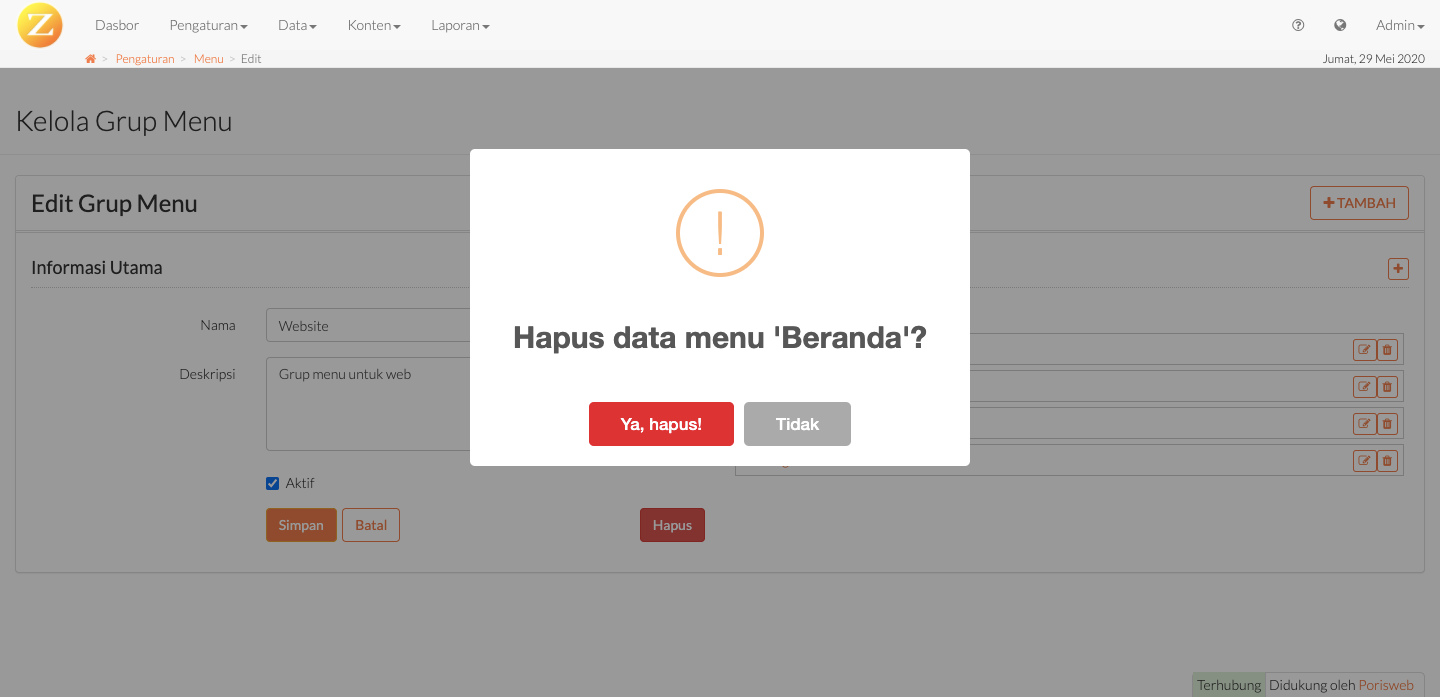 Z Dasbor Pengaturan Data Konten Laporan Admin
> Pengaturan > Menu > Edit Jumat, 29 Mei 2020
Kelola Grup Menu
Edit Grup Menu
TAMBAH
Informasi Utama
Nama Website
Deskripsi Grup menu untuk web
!
Hapus data menu 'Beranda'?
Ya, hapus! Tidak
Aktif
Simpan Batal Hapus
Terhubung Didukung oleh Porisweb